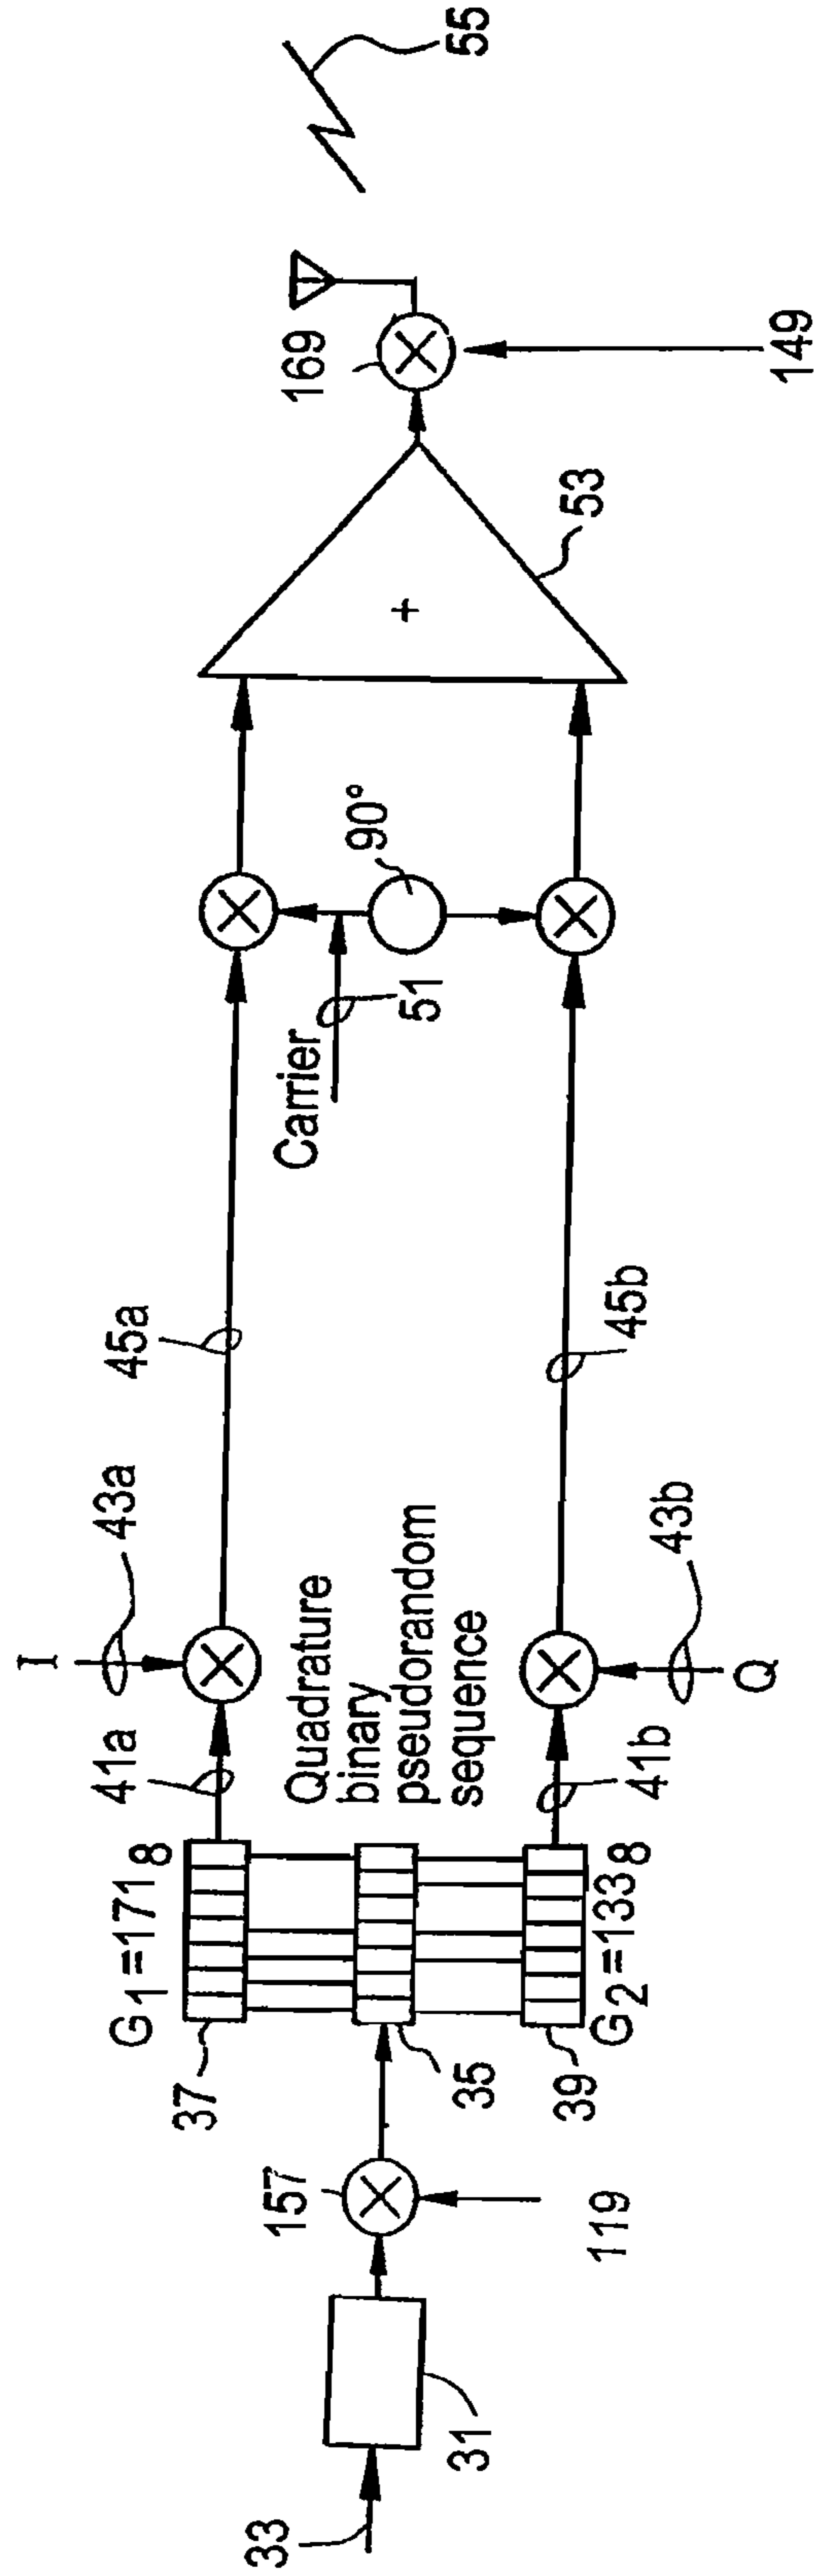 33
31
157
119
37
35
39
G1=171 8
G2=133 8
41a
41b
I
43a
Quadrature
binary
pseudorandom
sequence
43b
Q
45a
45b
Carrier
51
90°
+
53
169
149
55